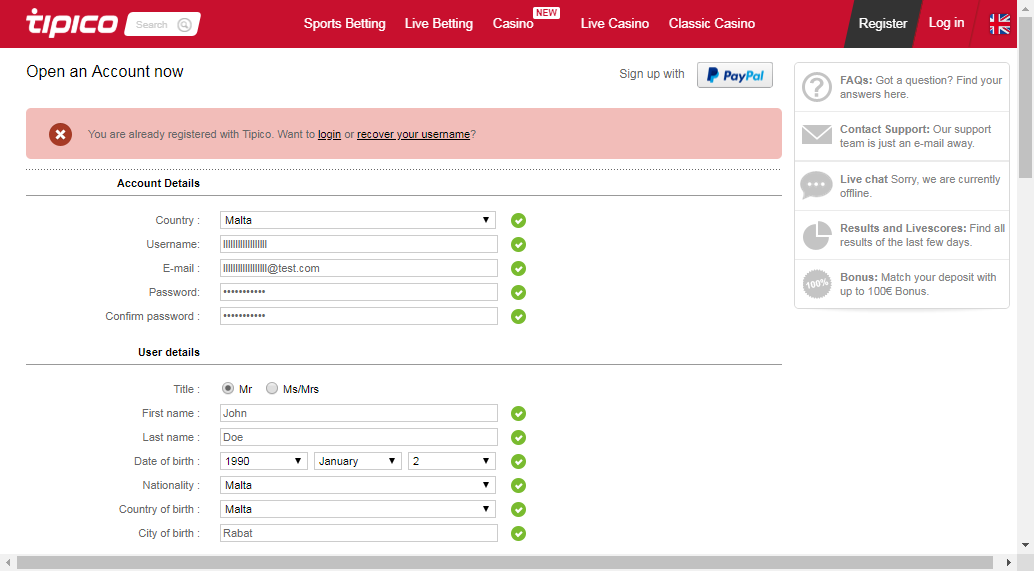 tipico
Search
Sports Betting
Live Betting
Casino
NEW
Live Casino
Classic Casino
Register
Log in
Open an Account now
Sign up with
PayPal
You are already registered with Tipico. Want to login or recover your username?
Account Details
Country :
Malta
Username:
E-mail :
@test.com
Password:
•••••••••••
Confirm password :
•••••••••••
User details
Title :
Mr
Ms/Mrs
First name :
John
Last name :
Doe
Date of birth :
1990
January
2
Nationality :
Malta
Country of birth :
Malta
City of birth :
Rabat
FAQs: Got a question? Find your
answers here.
Contact Support: Our support
team is just an e-mail away.
Live chat Sorry, we are currently
offline.
Results and Livescores: Find all
results of the last few days.
100%
Bonus: Match your deposit with
up to 100€ Bonus.